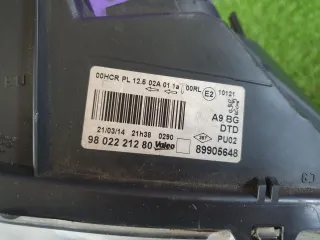 00HCR PL 12.5 02A 01 1a 00RL E2 10121
A9 BG
DTD
21/03/14 21h38 0290 PU02
98 022 212 80 Valeo 89905648